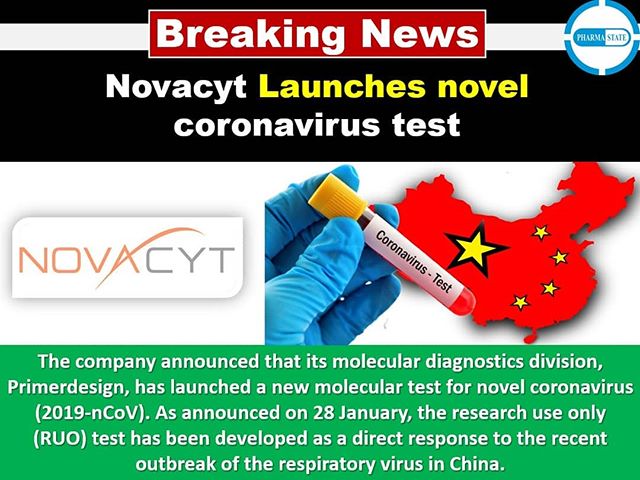 Breaking News
PHARMA STATE
Novacyt Launches novel
coronavirus test
NOVACYT
Coronavirus - Test
The company announced that its molecular diagnostics division,
Primerdesign, has launched a new molecular test for novel coronavirus
(2019-nCoV). As announced on 28 January, the research use only
(RUO) test has been developed as a direct response to the recent
outbreak of the respiratory virus in China.